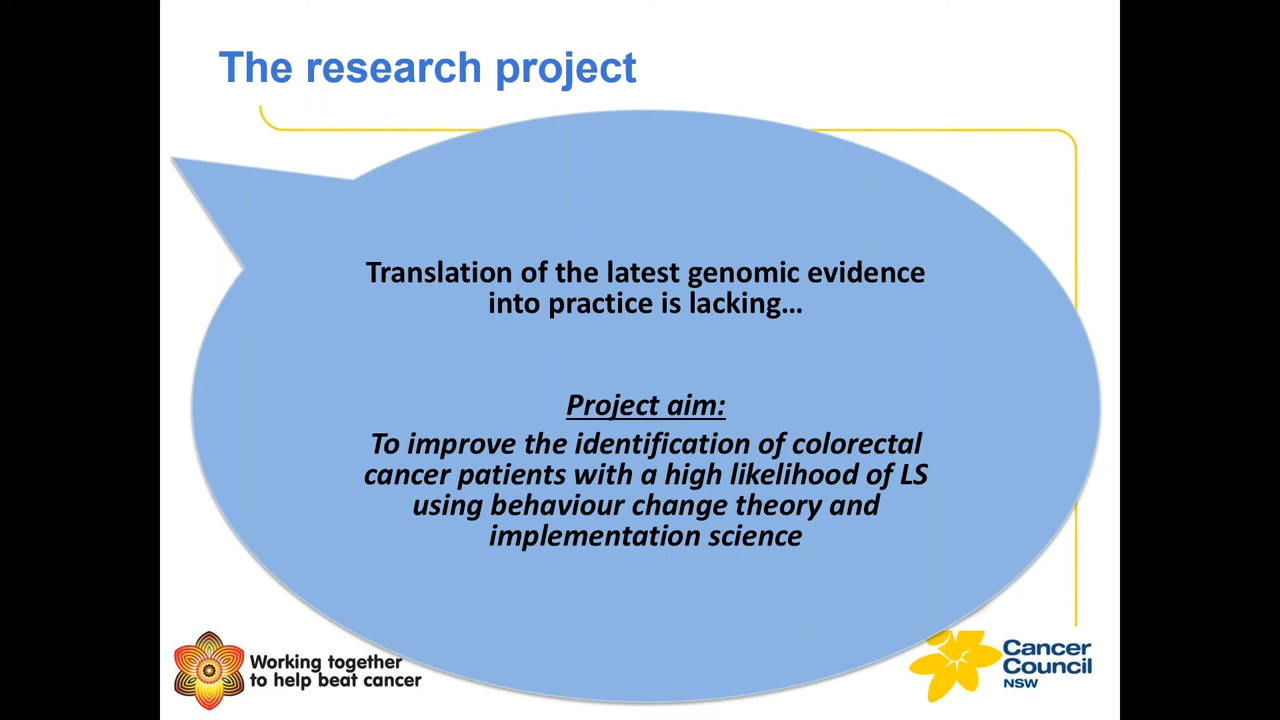 The research project
Translation of the latest genomic evidence
into practice is lacking...
Project aim:
To improve the identification of colorectal
cancer patients with a high likelihood of LS
using behaviour change theory and
implementation science
Working together
to help beat cancer
Cancer
Council
NSW